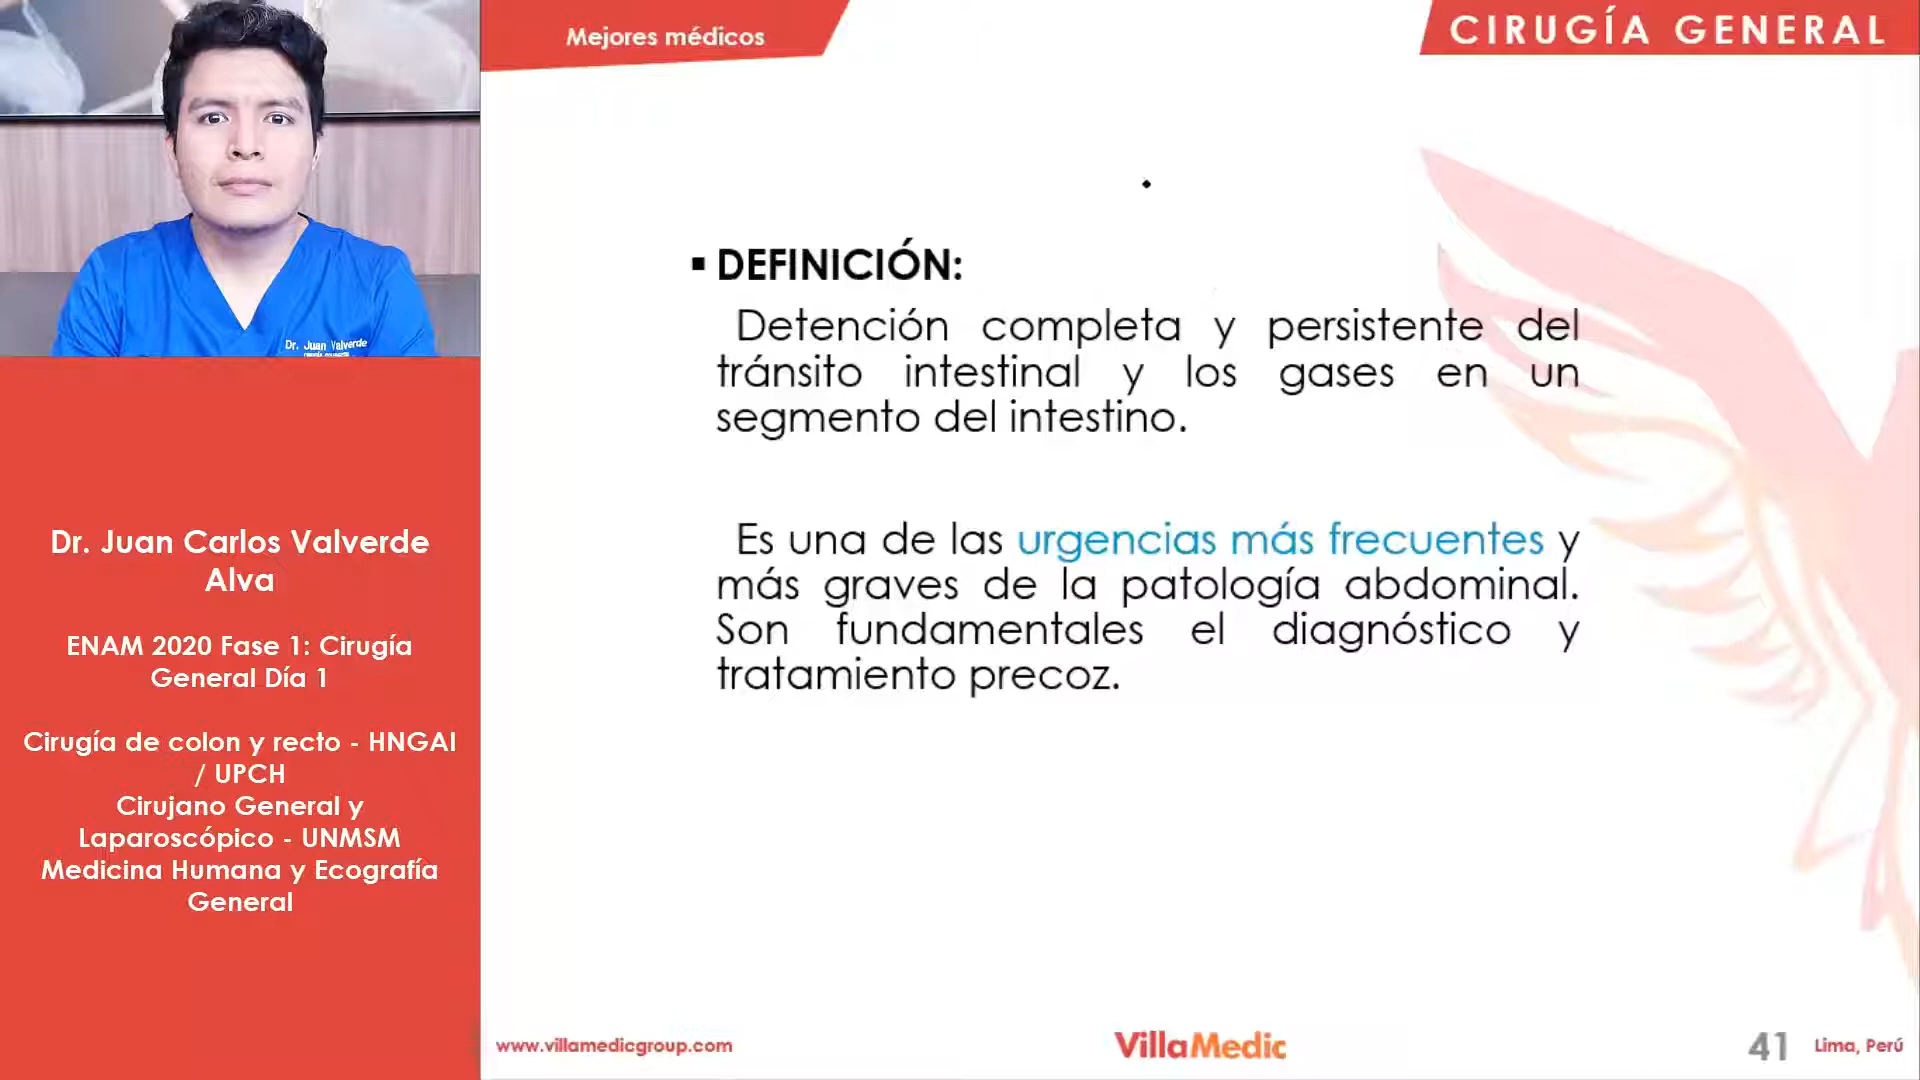 Mejores médicos
CIRUGÍA GENERAL
Dr. Juan Valverde
▪ DEFINICIÓN:
Detención completa y persistente del
tránsito intestinal y los gases en un
segmento del intestino.
Es una de las urgencias más frecuentes y
más graves de la patología abdominal.
Son fundamentales el diagnóstico y
tratamiento precoz.
Dr. Juan Carlos Valverde
Alva
ENAM 2020 Fase 1: Cirugía
General Día 1
Cirugía de colon y recto - HNGAI
/ UPCH
Cirujano General y
Laparoscópico - UNMSM
Medicina Humana y Ecografía
General
www.villamedicgroup.com
VillaMedic
41
Lima, Perú